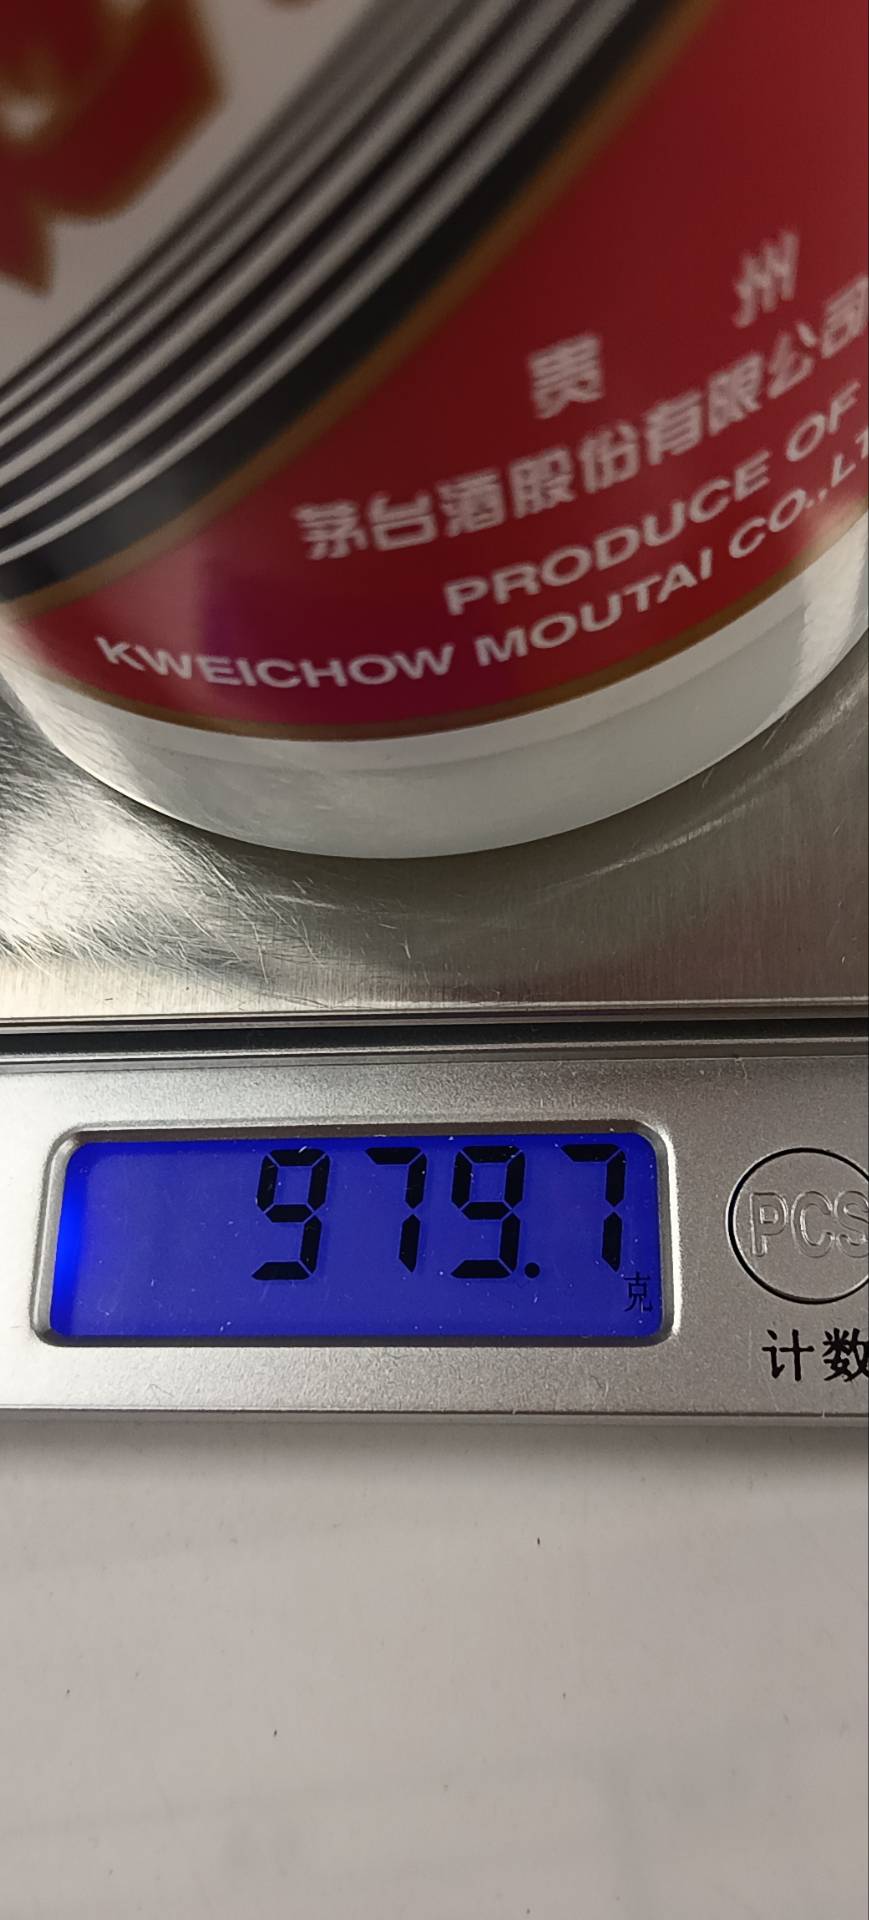 贵州
茅台酒股份有限公司
PRODUCE OF
KWEICHOW MOUTAI CO.,LT
979.7
克
PCS
计数